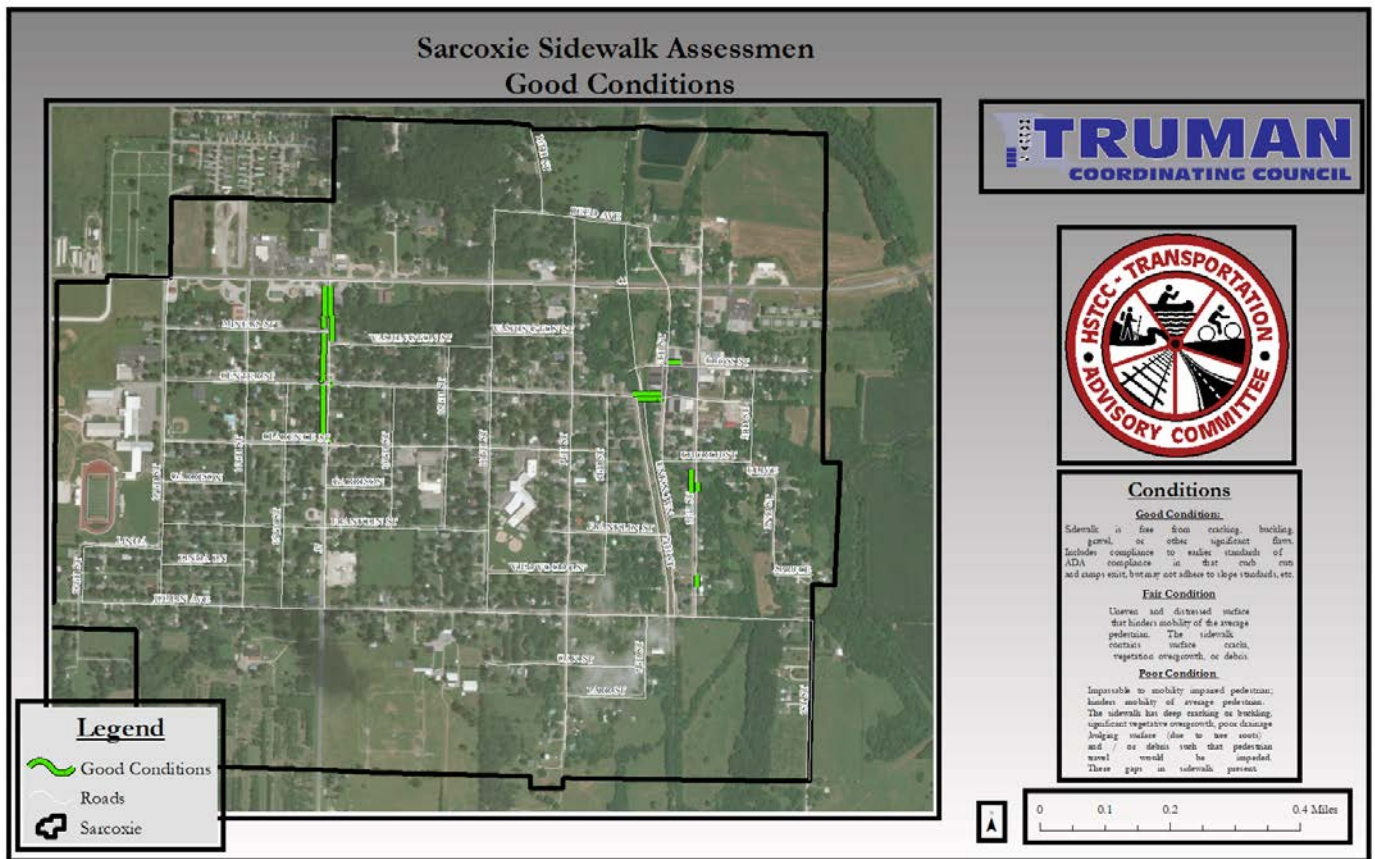 Sarcoxie Sidewalk Assessmen
Good Conditions
TRUMAN
COORDINATING COUNCIL
HSTCC - TRANSPORTATION
ADVISORY COMMITTEE
REED AVE
MINERS ST
WASHINGTON ST
WASHINGTON ST
CROSS ST
CENTER ST
CLARENCE ST
CHURCH ST
GARRISON
GARRISON
FRANKLIN ST
FRANKLIN ST
LINDA
LINDA LN
WILDWOOD LN
SPRUCE
Conditions
Good Condition:
Sidewalk is free from cracking, buckling,
gravel, or other significant flaws.
Includes compliance to earlier standards of
ADA compliance in that curb cuts
and ramps exist, but may not adhere to slope standards, etc.
Fair Condition
Uneven and distressed surface
that hinders mobility of the average
pedestrian. The sidewalk
contains surface cracks,
vegetation overgrowth, or debris
Poor Condition
Impassable to mobility impaired pedestrian;
hinders mobility of average pedestrian.
The sidewalk has deep cracking or buckling,
significant vegetative overgrowth, poor drainage
,bulging surface (due to tree roots)
and / or debris such that pedestrian
travel would be impeded.
These gaps in sidewalk present
Legend
Good Conditions
Roads
Sarcoxie
0 0.1 0.2 0.4 Miles